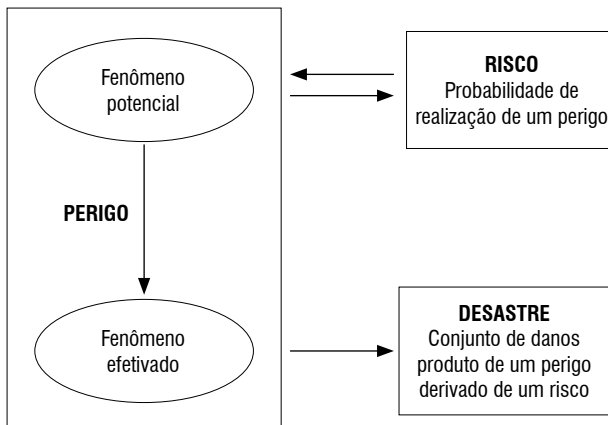 Fenômeno
potencial
RISCO
Probabilidade de
realização de um perigo
PERIGO
Fenômeno
efetivado
DESASTRE
Conjunto de danos
produto de um perigo
derivado de um risco